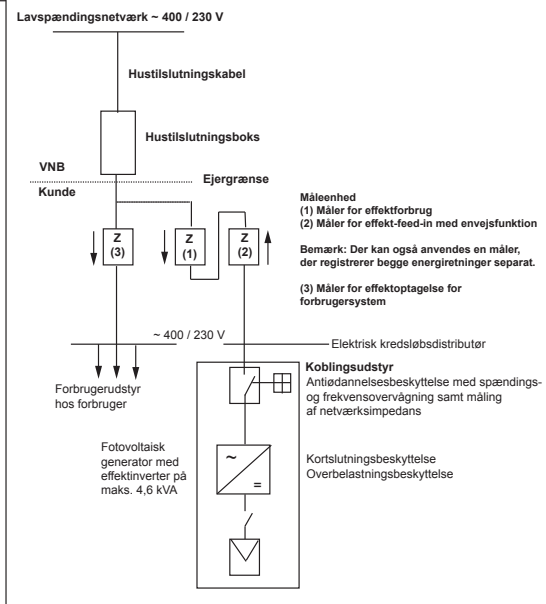 Lavspændingsnetværk ~ 400 / 230 V
Hustilslutningskabel
Hustilslutningsboks
VNB
Ejergrænse
Kunde
Måleenhed
(1) Måler for effektforbrug
(2) Måler for effekt-feed-in med envejsfunktion
Bemærk: Der kan også anvendes en måler,
der registrerer begge energiretninger separat.
(3) Måler for effektoptagelse for
forbrugersystem
Z
(3)
Z
(1)
Z
(2)
~ 400 / 230 V
Elektrisk kredsløbsdistributør
Forbrugerudstyr
hos forbruger
Koblingsudstyr
Antiødannelsesbeskyttelse med spændings-
og frekvensovervågning samt måling
af netværksimpedans
Fotovoltaisk
generator med
effektinverter på
maks. 4,6 kVA
~
=
Kortslutningsbeskyttelse
Overbelastningsbeskyttelse